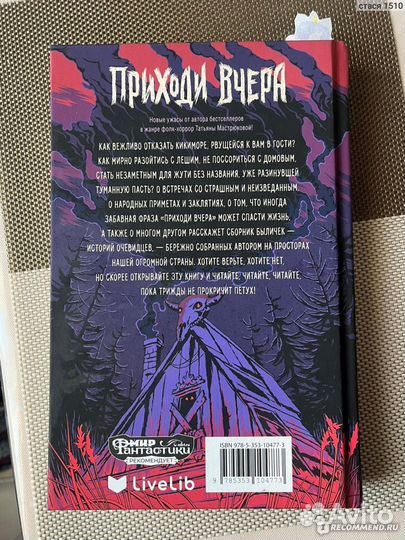 стася 1510
ПРИХОДИ ВЧЕРА
Новые ужасы от автора бестселлеров
в жанре фолк-хоррор Татьяны Мастрюковой!
КАК ВЕЖЛИВО ОТКАЗАТЬ КИКИМОРЕ, РВУЩЕЙСЯ К ВАМ В ГОСТИ?
КАК МИРНО РАЗОЙТИСЬ С ЛЕШИМ, НЕ ПОССОРИТЬСЯ С ДОМОВЫМ,
СТАТЬ НЕЗАМЕТНЫМ ДЛЯ ЖУТИ БЕЗ НАЗВАНИЯ, УЖЕ РАЗИНУВШЕЙ
ТУМАННУЮ ПАСТЬ? О ВСТРЕЧАХ СО СТРАШНЫМ И НЕИЗВЕДАННЫМ,
О НАРОДНЫХ ПРИМЕТАХ И ЗАКЛЯТИЯХ, О ТОМ, ЧТО ИНОГДА
ЗАБАВНАЯ ФРАЗА «ПРИХОДИ ВЧЕРА» МОЖЕТ СПАСТИ ЖИЗНЬ,
А ТАКЖЕ О МНОГОМ ДРУГОМ РАССКАЖЕТ СБОРНИК БЫЛИЧЕК —
ИСТОРИЙ ОЧЕВИДЦЕВ, — БЕРЕЖНО СОБРАННЫХ АВТОРОМ НА ПРОСТОРАХ
НАШЕЙ ОГРОМНОЙ СТРАНЫ. ХОТИТЕ ВЕРЬТЕ, ХОТИТЕ НЕТ,
НО СКОРЕЕ ОТКРЫВАЙТЕ ЭТУ КНИГУ И ЧИТАЙТЕ, ЧИТАЙТЕ, ЧИТАЙТЕ,
ПОКА ТРИЖДЫ НЕ ПРОКРИЧИТ ПЕТУХ!
МИР
Фантастики
РЕКОМЕНДУЕТ
LiveLib
ISBN 978-5-353-10477-3
9 785353 104773
Avito
RECOMMEND.RU